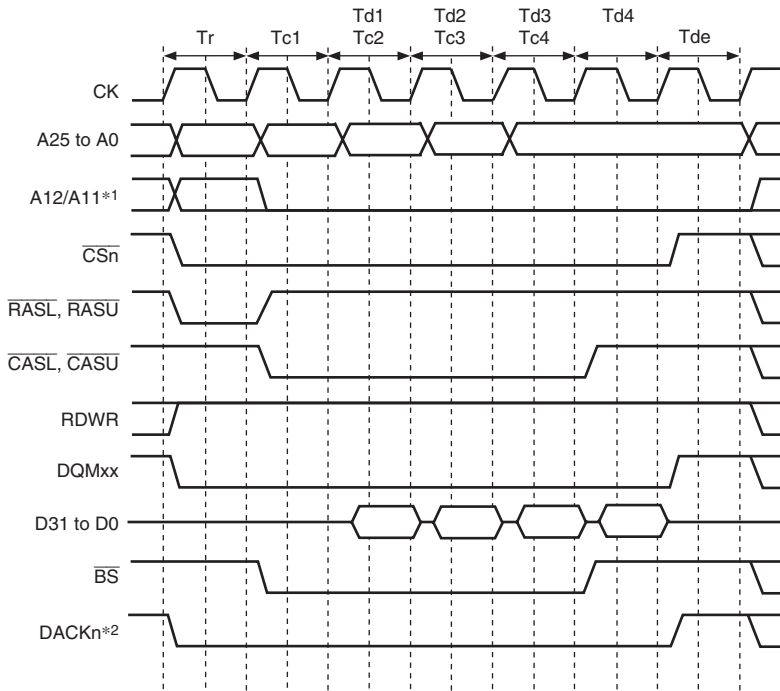 Td1 Td2 Td3 Td4
Tr Tc1 Tc2 Tc3 Tc4 Tde
CK
A25 to A0
A12/A11*1
CSn
RASL, RASU
CASL, CASU
RDWR
DQMxx
D31 to D0
BS
DACKn*2